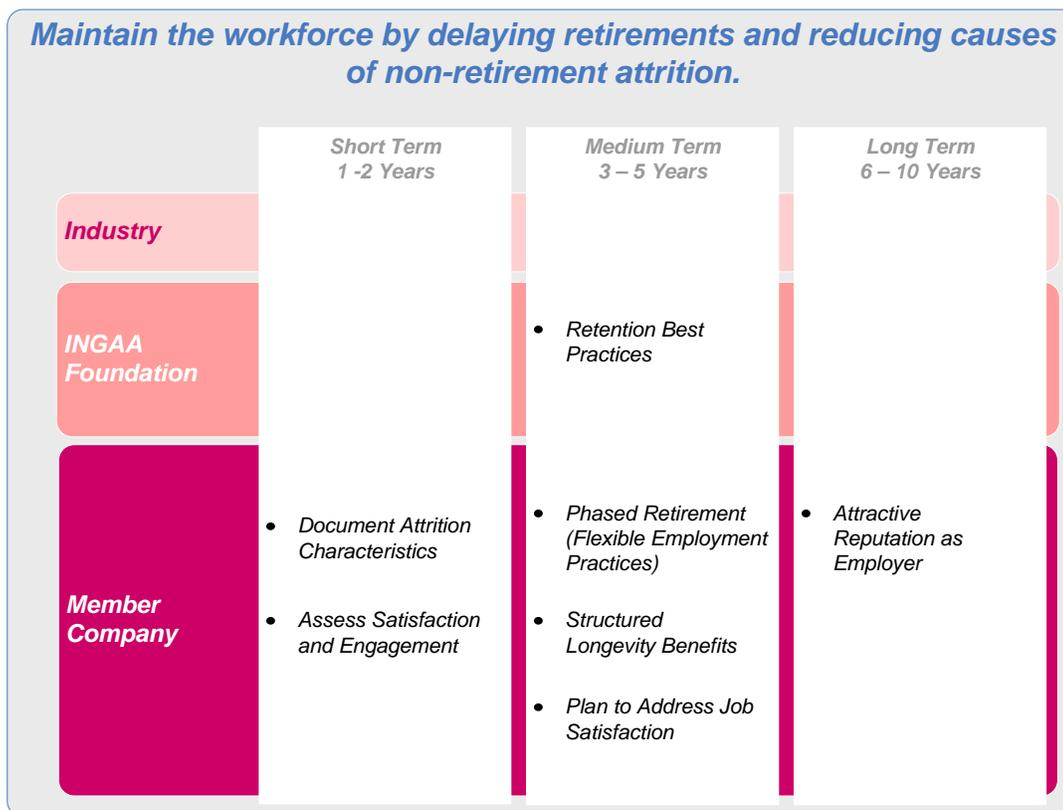 Maintain the workforce by delaying retirements and reducing causes
of non-retirement attrition.
Short Term
1 -2 Years
Medium Term
3 – 5 Years
Long Term
6 – 10 Years
Industry
INGAA
Foundation
• Retention Best
Practices
Member
Company
• Document Attrition
Characteristics
• Assess Satisfaction
and Engagement
• Phased Retirement
(Flexible Employment
Practices)
• Structured
Longevity Benefits
• Plan to Address Job
Satisfaction
• Attractive
Reputation as
Employer